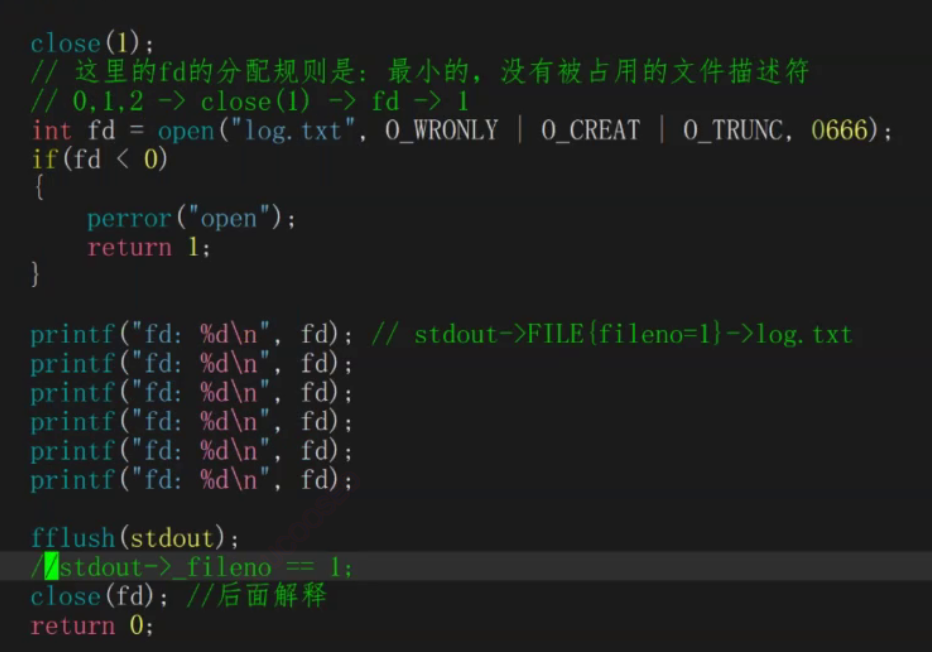 close(1);
// 这里的fd的分配规则是: 最小的, 没有被占用的文件描述符
// 0,1,2 -> close(1) -> fd -> 1
int fd = open("log.txt", O_WRONLY | O_CREAT | O_TRUNC, 0666);
if(fd < 0)
{
    perror("open");
    return 1;
}
printf("fd: %d\n", fd); // stdout->FILE{fileno=1}->log.txt
printf("fd: %d\n", fd);
printf("fd: %d\n", fd);
printf("fd: %d\n", fd);
printf("fd: %d\n", fd);
printf("fd: %d\n", fd);
fflush(stdout);
//stdout->_fileno == 1;
close(fd); //后面解释
return 0;